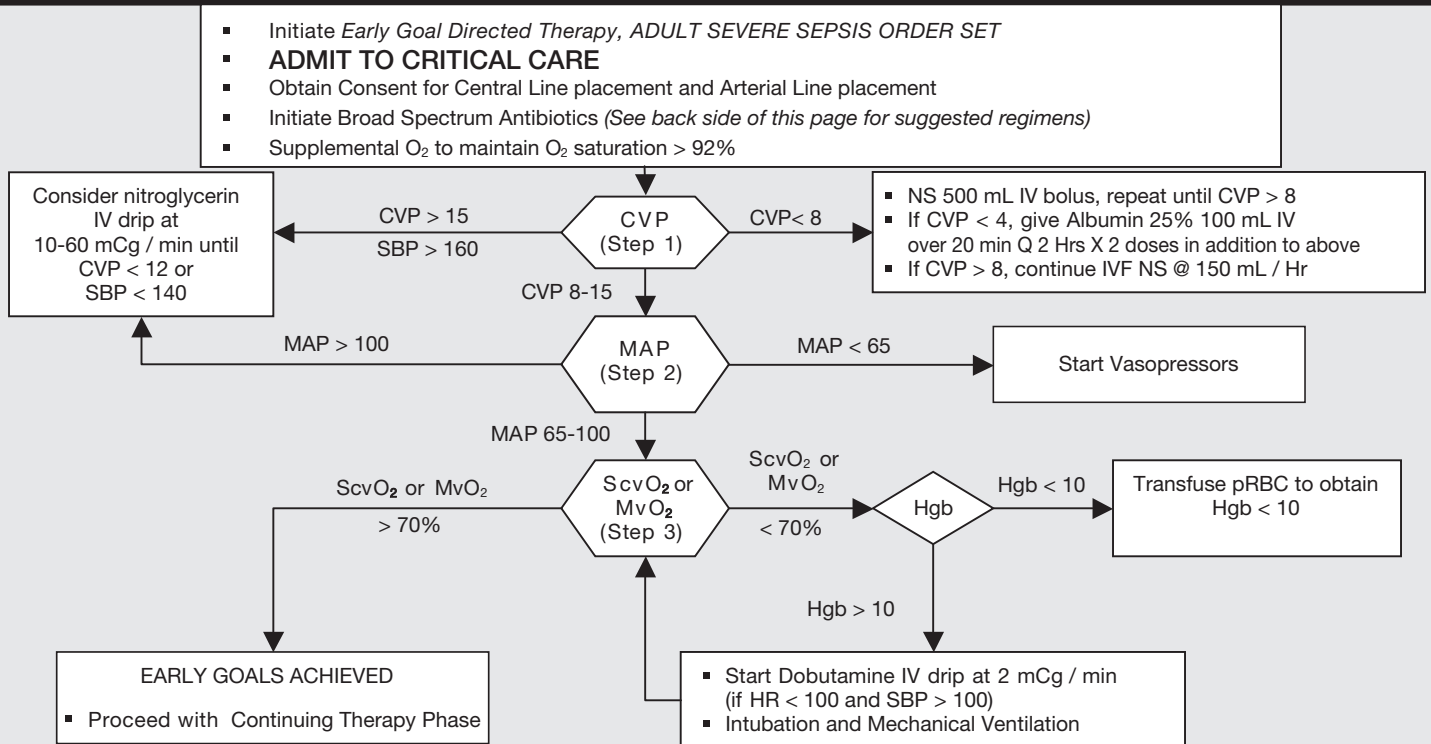 ▪ Initiate Early Goal Directed Therapy, ADULT SEVERE SEPSIS ORDER SET
▪ ADMIT TO CRITICAL CARE
▪ Obtain Consent for Central Line placement and Arterial Line placement
▪ Initiate Broad Spectrum Antibiotics (See back side of this page for suggested regimens)
▪ Supplemental O₂ to maintain O₂ saturation > 92%
Consider nitroglycerin
IV drip at
10-60 mCg / min until
CVP < 12 or
SBP < 140
CVP > 15
SBP > 160
CVP
(Step 1)
CVP< 8
▪ NS 500 mL IV bolus, repeat until CVP > 8
▪ If CVP < 4, give Albumin 25% 100 mL IV
over 20 min Q 2 Hrs X 2 doses in addition to above
▪ If CVP > 8, continue IVF NS @ 150 mL / Hr
CVP 8-15
MAP > 100
MAP
(Step 2)
MAP < 65
Start Vasopressors
MAP 65-100
ScvO₂ or MvO₂
> 70%
ScvO₂ or
MvO₂
(Step 3)
ScvO₂ or
MvO₂
< 70%
Hgb
Hgb < 10
Transfuse pRBC to obtain
Hgb < 10
Hgb > 10
EARLY GOALS ACHIEVED
▪ Proceed with Continuing Therapy Phase
▪ Start Dobutamine IV drip at 2 mCg / min
(if HR < 100 and SBP > 100)
▪ Intubation and Mechanical Ventilation